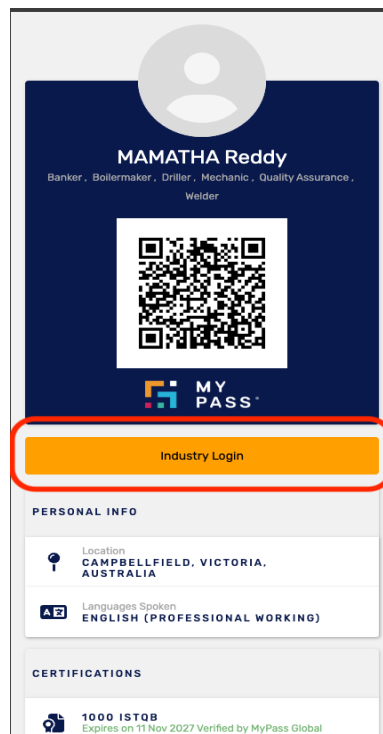 MAMATHA Reddy
Banker , Boilermaker , Driller , Mechanic , Quality Assurance ,
Welder
MY
PASS
Industry Login
PERSONAL INFO
Location
CAMPBELLFIELD, VICTORIA,
AUSTRALIA
Languages Spoken
ENGLISH (PROFESSIONAL WORKING)
CERTIFICATIONS
1000 ISTQB
Expires on 11 Nov 2027 Verified by MyPass Global